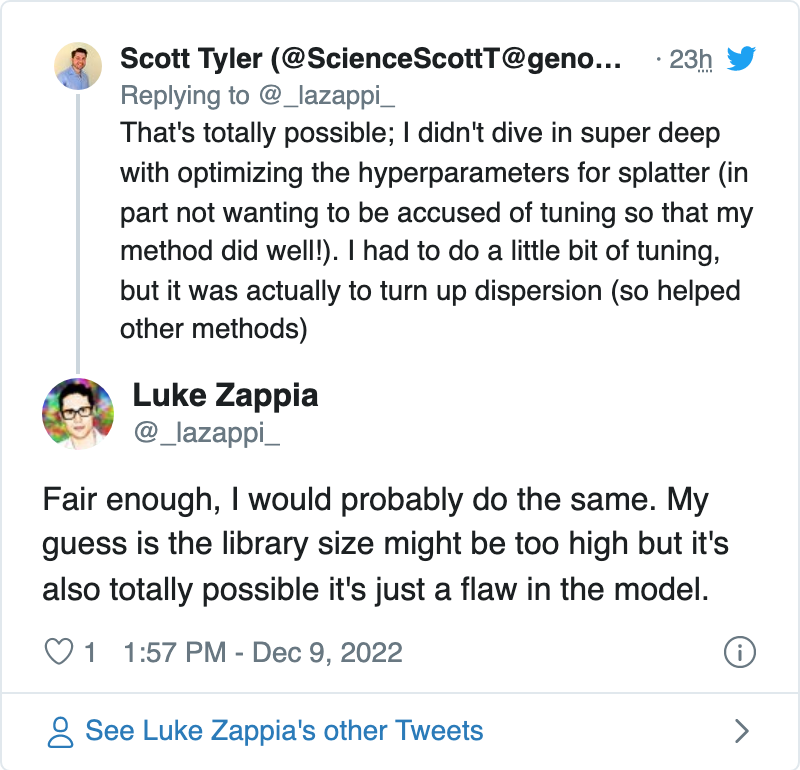 Scott Tyler (@ScienceScottT@geno... · 23h
Replying to @_lazappi_
That's totally possible; I didn't dive in super deep
with optimizing the hyperparameters for splatter (in
part not wanting to be accused of tuning so that my
method did well!). I had to do a little bit of tuning,
but it was actually to turn up dispersion (so helped
other methods)
Luke Zappia
@_lazappi_
Fair enough, I would probably do the same. My
guess is the library size might be too high but it's
also totally possible it's just a flaw in the model.
1 1:57 PM - Dec 9, 2022
See Luke Zappia's other Tweets